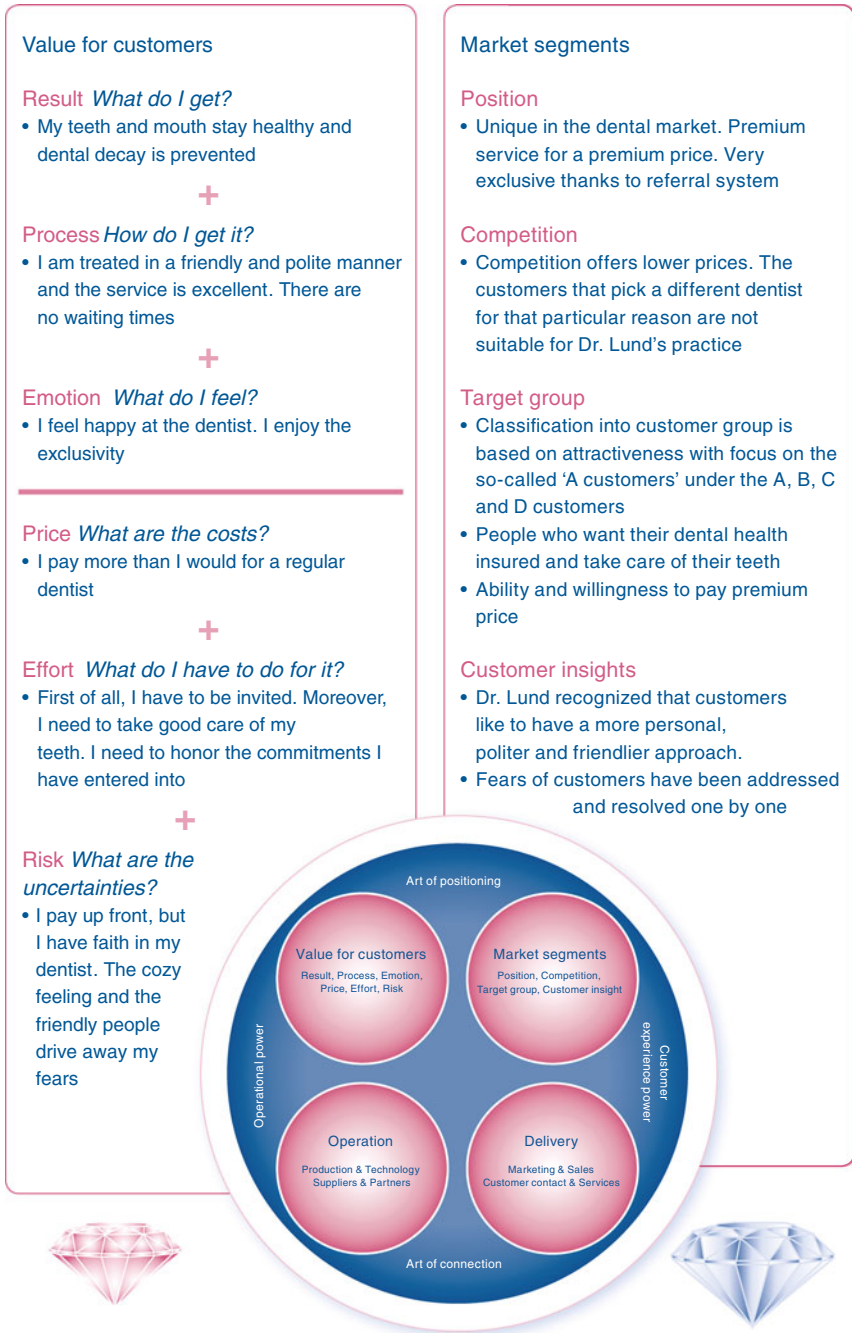 Value for customers
Result What do I get?
• My teeth and mouth stay healthy and
dental decay is prevented
+
Process How do I get it?
• I am treated in a friendly and polite manner
and the service is excellent. There are
no waiting times
+
Emotion What do I feel?
• I feel happy at the dentist. I enjoy the
exclusivity
Price What are the costs?
• I pay more than I would for a regular
dentist
+
Effort What do I have to do for it?
• First of all, I have to be invited. Moreover,
I need to take good care of my
teeth. I need to honor the commitments I
have entered into
+
Risk What are the
uncertainties?
• I pay up front, but
I have faith in my
dentist. The cozy
feeling and the
friendly people
drive away my
fears
Market segments
Position
• Unique in the dental market. Premium
service for a premium price. Very
exclusive thanks to referral system
Competition
• Competition offers lower prices. The
customers that pick a different dentist
for that particular reason are not
suitable for Dr. Lund's practice
Target group
• Classification into customer group is
based on attractiveness with focus on the
so-called 'A customers' under the A, B, C
and D customers
• People who want their dental health
insured and take care of their teeth
• Ability and willingness to pay premium
price
Customer insights
• Dr. Lund recognized that customers
like to have a more personal,
politer and friendlier approach.
• Fears of customers have been addressed
and resolved one by one
Art of positioning
Value for customers
Result, Process, Emotion,
Price, Effort, Risk
Market segments
Position, Competition,
Target group, Customer insight
Operational power
Customer
experience power
Operation
Production & Technology
Suppliers & Partners
Delivery
Marketing & Sales
Customer contact & Services
Art of connection